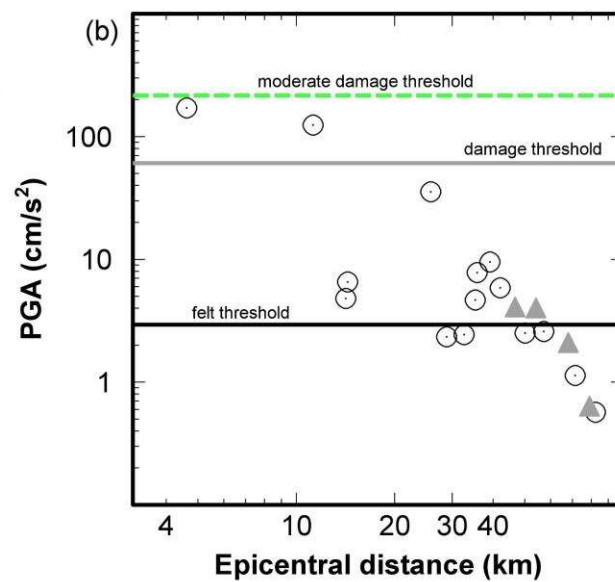 (b)
moderate damage threshold
100
damage threshold
PGA (cm/s²)
10
felt threshold
1
4 10 20 30 40
Epicentral distance (km)